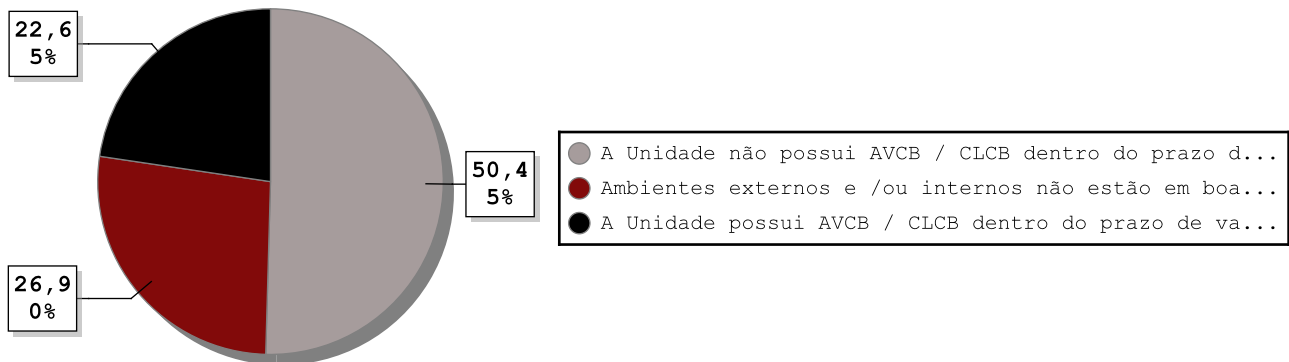 22,6
5%
50,4
5%
26,9
0%
A Unidade não possui AVCB / CLCB dentro do prazo d...
Ambientes externos e /ou internos não estão em boa...
A Unidade possui AVCB / CLCB dentro do prazo de va...